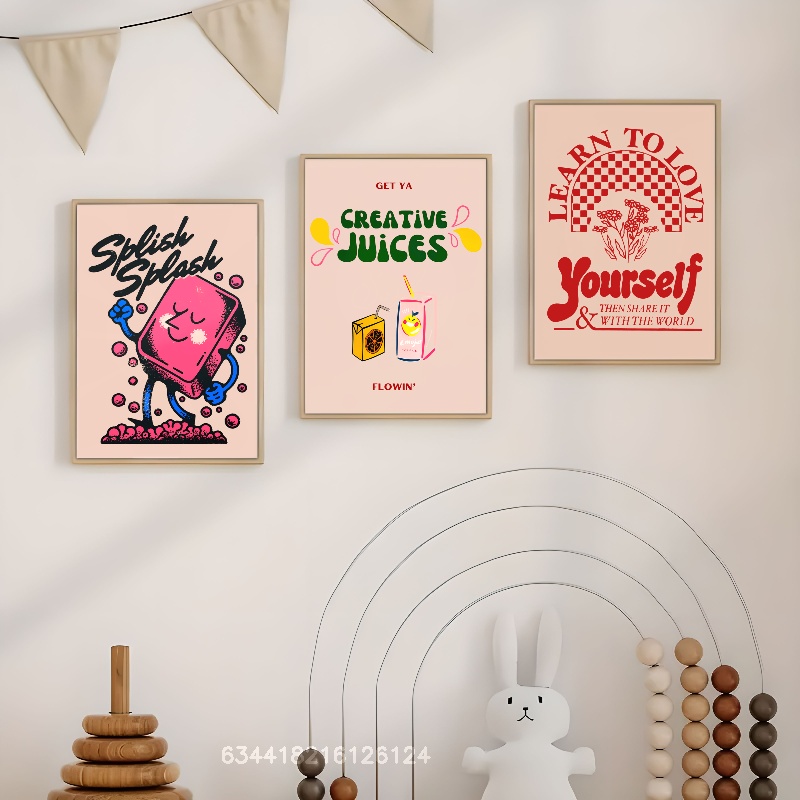 Splish
Splash
GET YA
CREATIVE
JUICES
FLOWIN'
LEARN TO LOVE
Yourself
& THEN SHARE IT
WITH THE WORLD
634418216126124